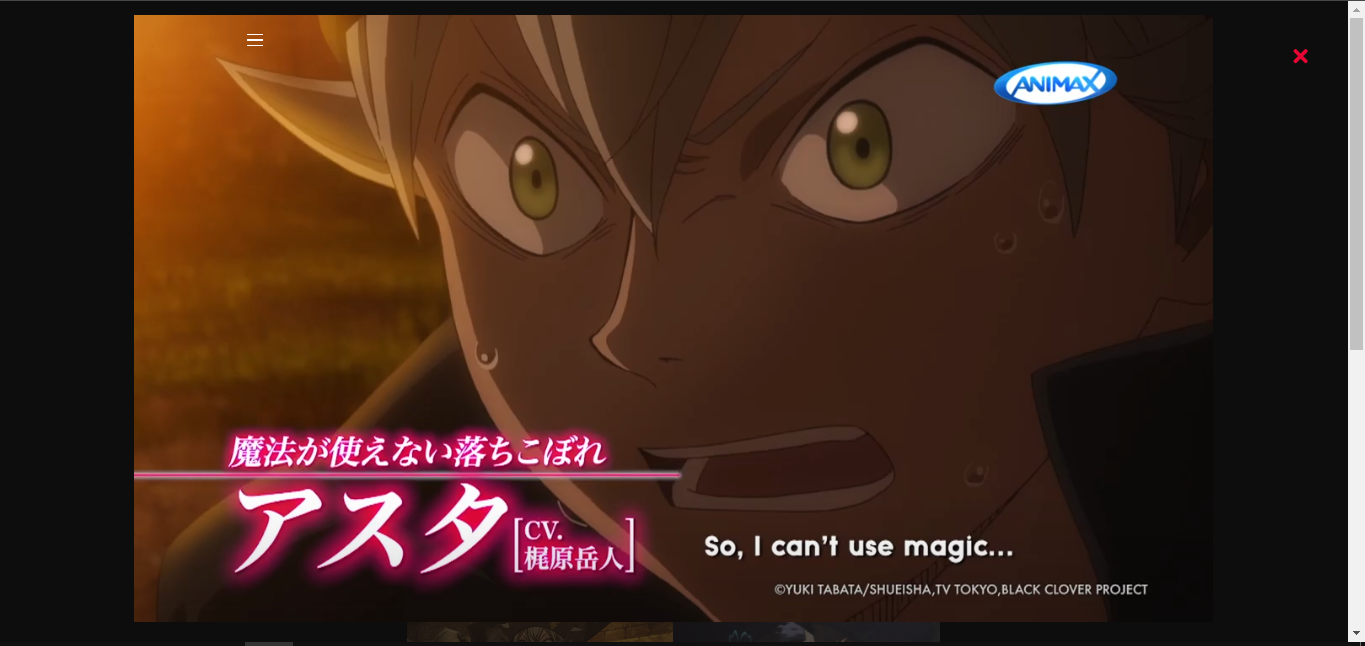 ANIMAX
魔法が使えない落ちこぼれ
アスタ [CV. 梶原岳人]
So, I can't use magic...
©YUKI TABATA/SHUEISHA,TV TOKYO,BLACK CLOVER PROJECT